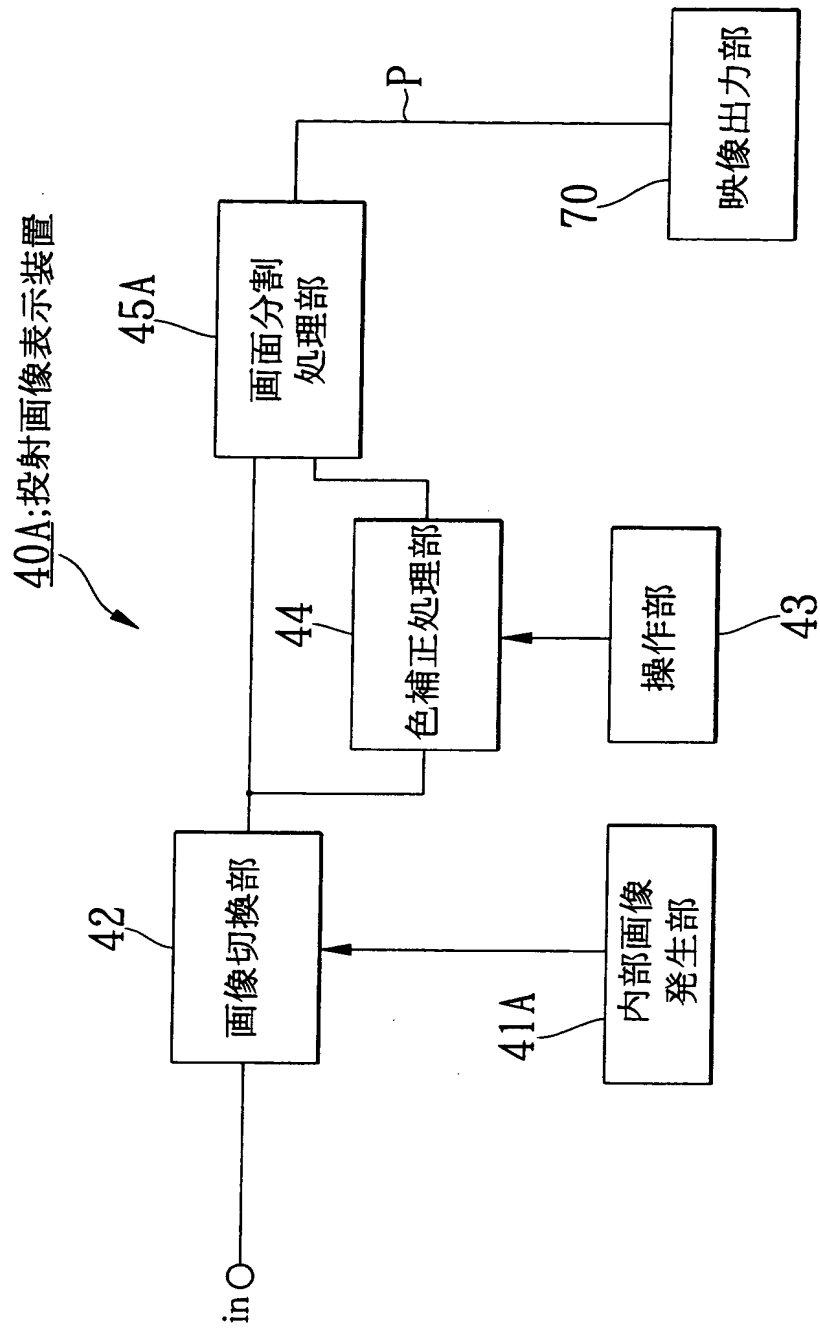 40A;投射画像表示装置
in
42
画像切換部
41A
内部画像
発生部
44
色補正処理部
43
操作部
45A
画面分割
処理部
P
70
映像出力部